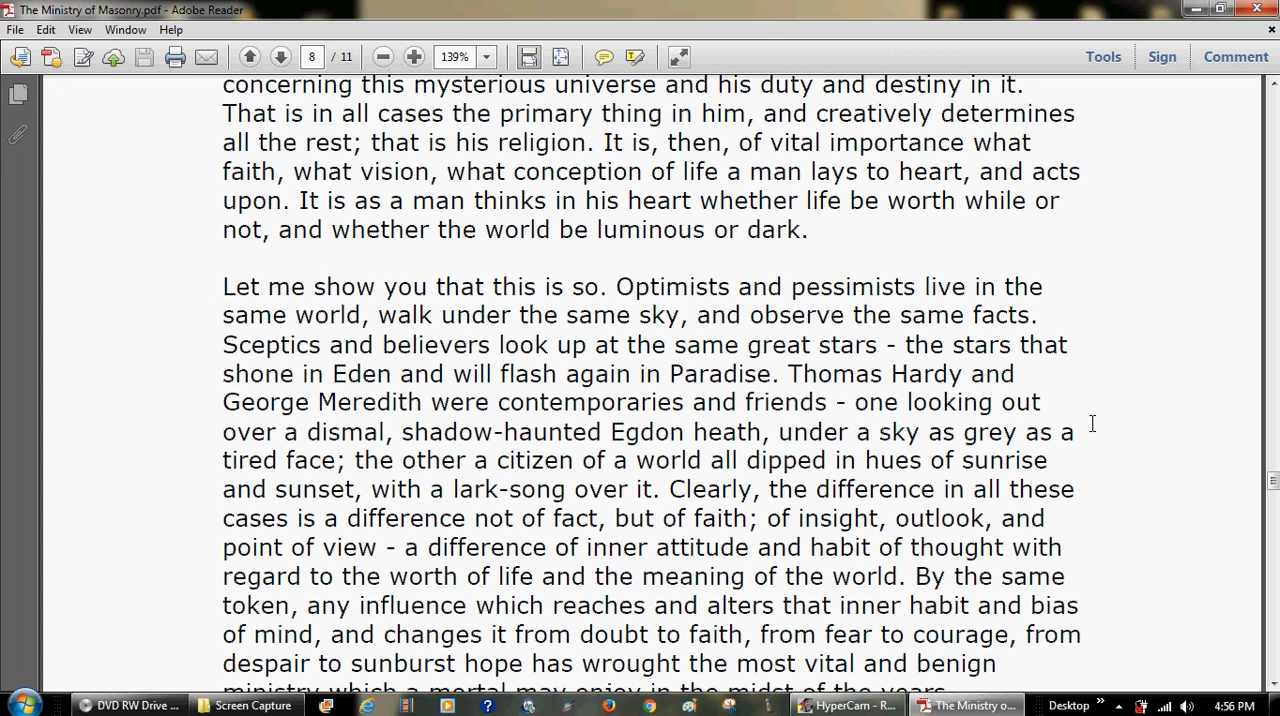 The Ministry of Masonry.pdf - Adobe Reader
File Edit View Window Help
8 / 11 139% Tools Sign Comment
concerning this mysterious universe and his duty and destiny in it.
That is in all cases the primary thing in him, and creatively determines
all the rest; that is his religion. It is, then, of vital importance what
faith, what vision, what conception of life a man lays to heart, and acts
upon. It is as a man thinks in his heart whether life be worth while or
not, and whether the world be luminous or dark.
Let me show you that this is so. Optimists and pessimists live in the
same world, walk under the same sky, and observe the same facts.
Sceptics and believers look up at the same great stars - the stars that
shone in Eden and will flash again in Paradise. Thomas Hardy and
George Meredith were contemporaries and friends - one looking out
over a dismal, shadow-haunted Egdon heath, under a sky as grey as a
tired face; the other a citizen of a world all dipped in hues of sunrise
and sunset, with a lark-song over it. Clearly, the difference in all these
cases is a difference not of fact, but of faith; of insight, outlook, and
point of view - a difference of inner attitude and habit of thought with
regard to the worth of life and the meaning of the world. By the same
token, any influence which reaches and alters that inner habit and bias
of mind, and changes it from doubt to faith, from fear to courage, from
despair to sunburst hope has wrought the most vital and benign
ministry which a mortal may enjoy in the midst of the years.
DVD RW Drive ... Screen Capture HyperCam - R... The Ministry o... Desktop 4:56 PM